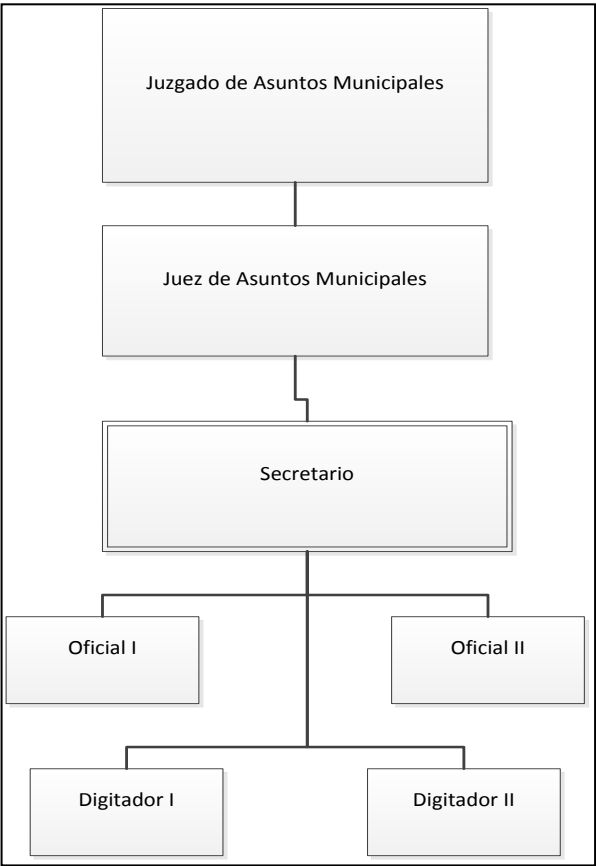 Juzgado de Asuntos Municipales
Juez de Asuntos Municipales
Secretario
Oficial I
Oficial II
Digitador I
Digitador II